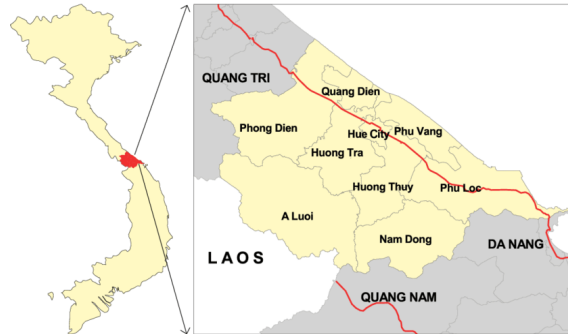 QUANG TRI
Quang Dien
Phong Dien
Hue City
Phu Vang
Huong Tra
Huong Thuy
Phu Loc
A Luoi
Nam Dong
DA NANG
LAOS
QUANG NAM